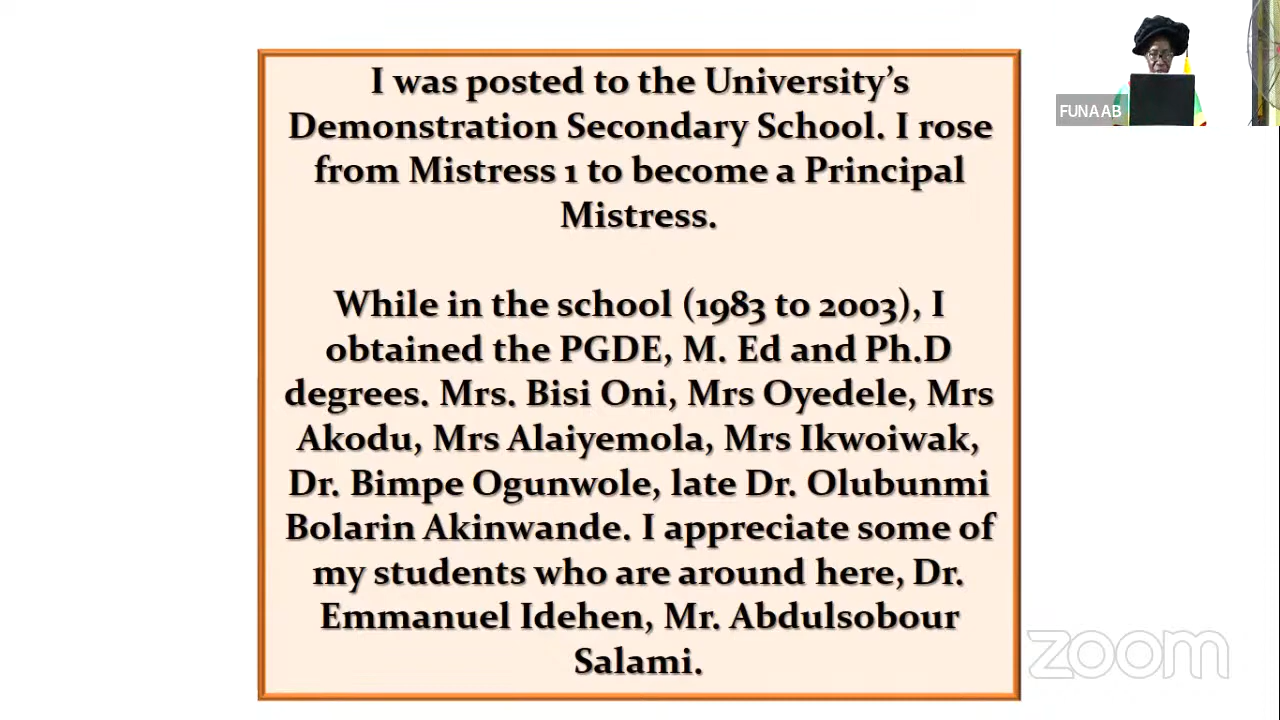 I was posted to the University’s
Demonstration Secondary School. I rose
from Mistress 1 to become a Principal
Mistress.
While in the school (1983 to 2003), I
obtained the PGDE, M. Ed and Ph.D
degrees. Mrs. Bisi Oni, Mrs Oyedele, Mrs
Akodu, Mrs Alaiyemola, Mrs Ikwoiwak,
Dr. Bimpe Ogunwole, late Dr. Olubunmi
Bolarin Akinwande. I appreciate some of
my students who are around here, Dr.
Emmanuel Idehen, Mr. Abdulsobour
Salami.
FUNAAB
zoom